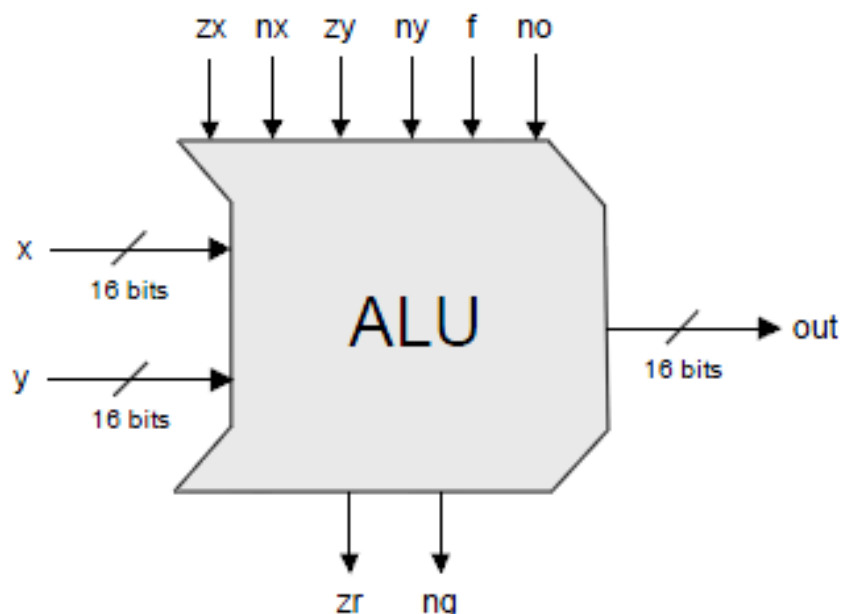 zx nx zy ny f no
x
16 bits
ALU
out
16 bits
y
16 bits
zr ng